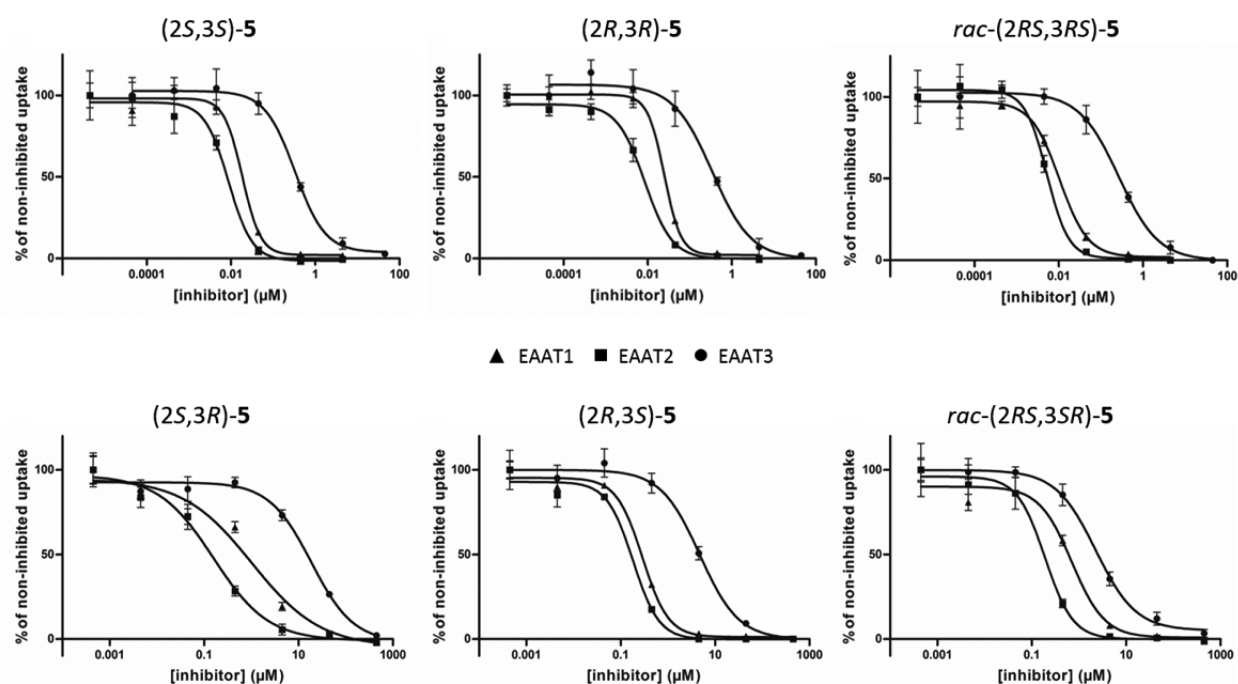 (2S,3S)-5
(2R,3R)-5
rac-(2RS,3RS)-5
% of non-inhibited uptake
100
50
0
0.0001
0.01
1
100
[inhibitor] (µM)
% of non-inhibited uptake
100
50
0
0.0001
0.01
1
100
[inhibitor] (µM)
% of non-inhibited uptake
100
50
0
0.0001
0.01
1
100
[inhibitor] (µM)
EAAT1 EAAT2 EAAT3
(2S,3R)-5
(2R,3S)-5
rac-(2RS,3SR)-5
% of non-inhibited uptake
100
50
0
0.001
0.1
10
1000
[inhibitor] (µM)
% of non-inhibited uptake
100
50
0
0.001
0.1
10
1000
[inhibitor] (µM)
% of non-inhibited uptake
100
50
0
0.001
0.1
10
1000
[inhibitor] (µM)